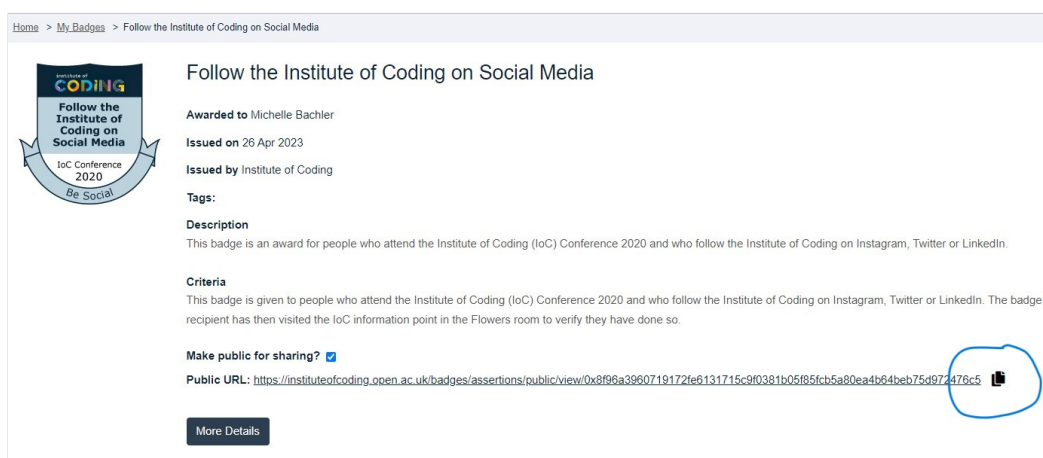 Home > My Badges > Follow the Institute of Coding on Social Media
institute of
CODING
Follow the
Institute of
Coding on
Social Media
IoC Conference
2020
Be Social
Follow the Institute of Coding on Social Media
Awarded to Michelle Bachler
Issued on 26 Apr 2023
Issued by Institute of Coding
Tags:
Description
This badge is an award for people who attend the Institute of Coding (IoC) Conference 2020 and who follow the Institute of Coding on Instagram, Twitter or LinkedIn.
Criteria
This badge is given to people who attend the Institute of Coding (IoC) Conference 2020 and who follow the Institute of Coding on Instagram, Twitter or LinkedIn. The badge
recipient has then visited the IoC information point in the Flowers room to verify they have done so.
Make public for sharing?
Public URL: https://instituteofcoding.open.ac.uk/badges/assertions/public/view/0x8f96a3960719172fe6131715c9f0381b05f85fcb5a80ea4b64beb75d972476c5
More Details